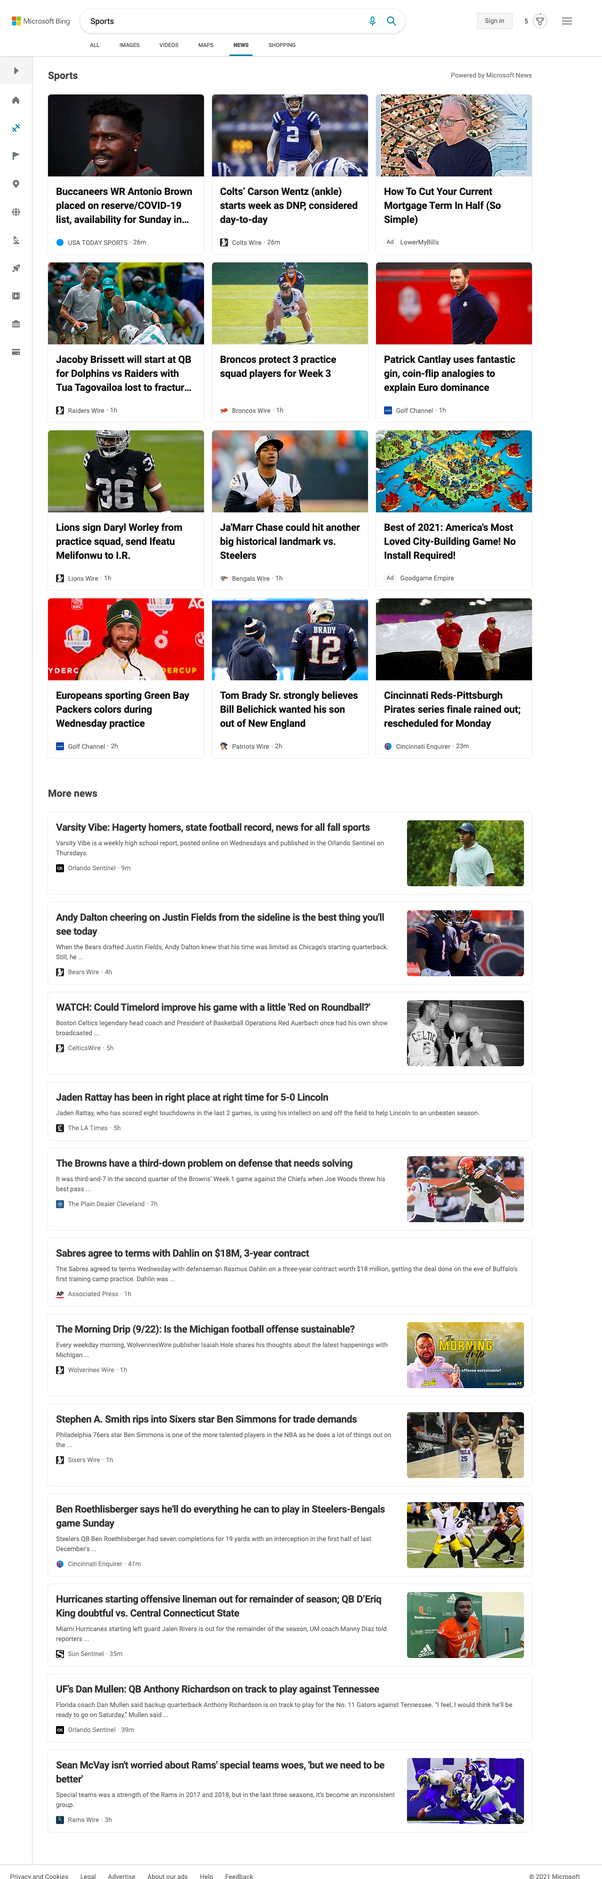 Microsoft Bing
Sports
Sign in
5
ALL IMAGES VIDEOS MAPS NEWS SHOPPING
Sports
Powered by Microsoft News
Buccaneers WR Antonio Brown
placed on reserve/COVID-19
list, availability for Sunday in...
USA TODAY SPORTS · 26m
2
Colts' Carson Wentz (ankle)
starts week as DNP, considered
day-to-day
Colts Wire · 26m
How To Cut Your Current
Mortgage Term In Half (So
Simple)
Ad LowerMyBills
Jacoby Brissett will start at QB
for Dolphins vs Raiders with
Tua Tagovailoa lost to fractur...
Raiders Wire · 1h
Broncos protect 3 practice
squad players for Week 3
Broncos Wire · 1h
Patrick Cantlay uses fantastic
gin, coin-flip analogies to
explain Euro dominance
Golf Channel · 1h
36
Lions sign Daryl Worley from
practice squad, send Ifeatu
Melifonwu to I.R.
Lions Wire · 1h
Ja'Marr Chase could hit another
big historical landmark vs.
Steelers
Bengals Wire · 1h
Best of 2021: America's Most
Loved City-Building Game! No
Install Required!
Ad Goodgame Empire
YDERCUP
DERCUP
Europeans sporting Green Bay
Packers colors during
Wednesday practice
Golf Channel · 2h
BRADY
12
Tom Brady Sr. strongly believes
Bill Belichick wanted his son
out of New England
Patriots Wire · 2h
Cincinnati Reds-Pittsburgh
Pirates series finale rained out;
rescheduled for Monday
Cincinnati Enquirer · 23m
More news
Varsity Vibe: Hagerty homers, state football record, news for all fall sports
Varsity Vibe is a weekly high school report, posted online on Wednesdays and published in the Orlando Sentinel on
Thursdays.
OS Orlando Sentinel · 9m
Andy Dalton cheering on Justin Fields from the sideline is the best thing you'll
see today
When the Bears drafted Justin Fields, Andy Dalton knew that his time was limited as Chicago's starting quarterback.
Still, he ...
Bears Wire · 4h
WATCH: Could Timelord improve his game with a little 'Red on Roundball?'
Boston Celtics legendary head coach and President of Basketball Operations Red Auerbach once had his own show
broadcasted ...
CelticsWire · 5h
CELTICS
6
Jaden Rattay has been in right place at right time for 5-0 Lincoln
Jaden Rattay, who has scored eight touchdowns in the last 2 games, is using his intellect on and off the field to help Lincoln to an unbeaten season.
The LA Times · 5h
The Browns have a third-down problem on defense that needs solving
It was third-and-7 in the second quarter of the Browns' Week 1 game against the Chiefs when Joe Woods threw his
best pass ...
The Plain Dealer Cleveland · 7h
Sabres agree to terms with Dahlin on $18M, 3-year contract
The Sabres agreed to terms Wednesday with defenseman Rasmus Dahlin on a three-year contract worth $18 million, getting the deal done on the eve of Buffalo's
first training camp practice. Dahlin was ...
AP Associated Press · 1h
The Morning Drip (9/22): Is the Michigan football offense sustainable?
Every weekday morning, WolverinesWire publisher Isaiah Hole shares his thoughts about the latest happenings with
Michigan ...
Wolverines Wire · 1h
The
MORNING
drip
Stephen A. Smith rips into Sixers star Ben Simmons for trade demands
Philadelphia 76ers star Ben Simmons is one of the more talented players in the NBA as he does a lot of things out on
the ...
Sixers Wire · 1h
25
Ben Roethlisberger says he'll do everything he can to play in Steelers-Bengals
game Sunday
Steelers QB Ben Roethlisberger had seven completions for 19 yards with an interception in the first half of last
December's ...
Cincinnati Enquirer · 41m
7
Hurricanes starting offensive lineman out for remainder of season; QB D'Eriq
King doubtful vs. Central Connecticut State
Miami Hurricanes starting left guard Jalen Rivers is out for the remainder of the season, UM coach Manny Diaz told
reporters ...
Sun Sentinel · 35m
adidas
64
UF's Dan Mullen: QB Anthony Richardson on track to play against Tennessee
Florida coach Dan Mullen said backup quarterback Anthony Richardson is on track to play for the No. 11 Gators against Tennessee. "I feel, I would think he'll be
ready to go on Saturday," Mullen said ...
OS Orlando Sentinel · 39m
Sean McVay isn't worried about Rams' special teams woes, 'but we need to be
better'
Special teams was a strength of the Rams in 2017 and 2018, but in the last three seasons, it's become an inconsistent
group.
Rams Wire · 3h
Privacy and Cookies Legal Advertise About our ads Help Feedback
© 2021 Microsoft